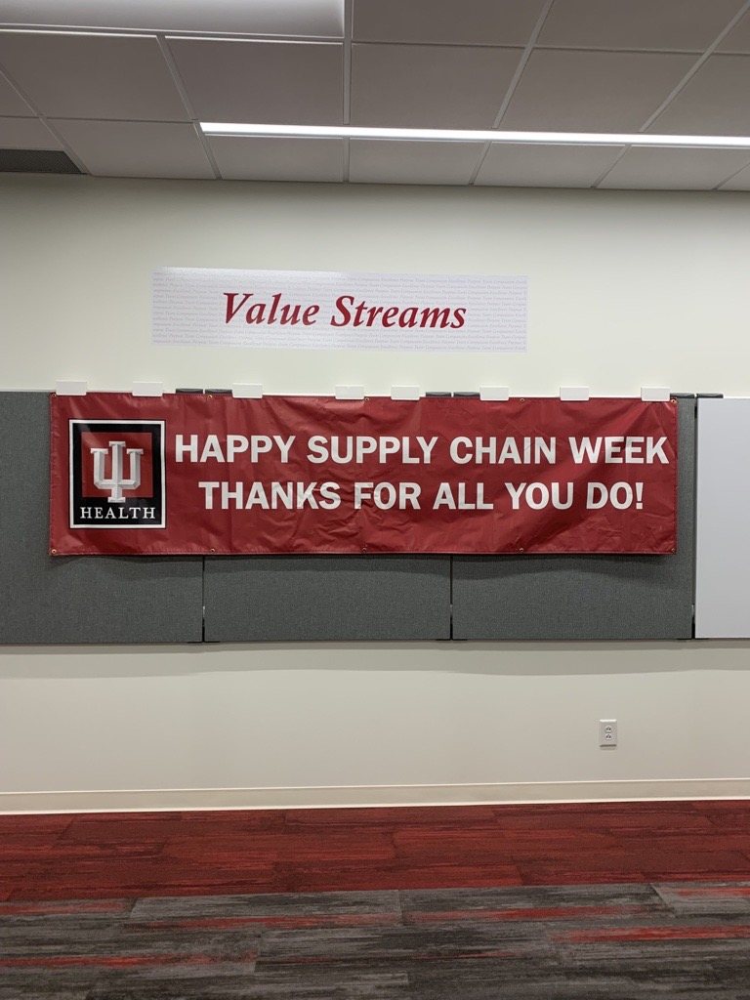 Value Streams
HAPPY SUPPLY CHAIN WEEK
THANKS FOR ALL YOU DO!
HEALTH